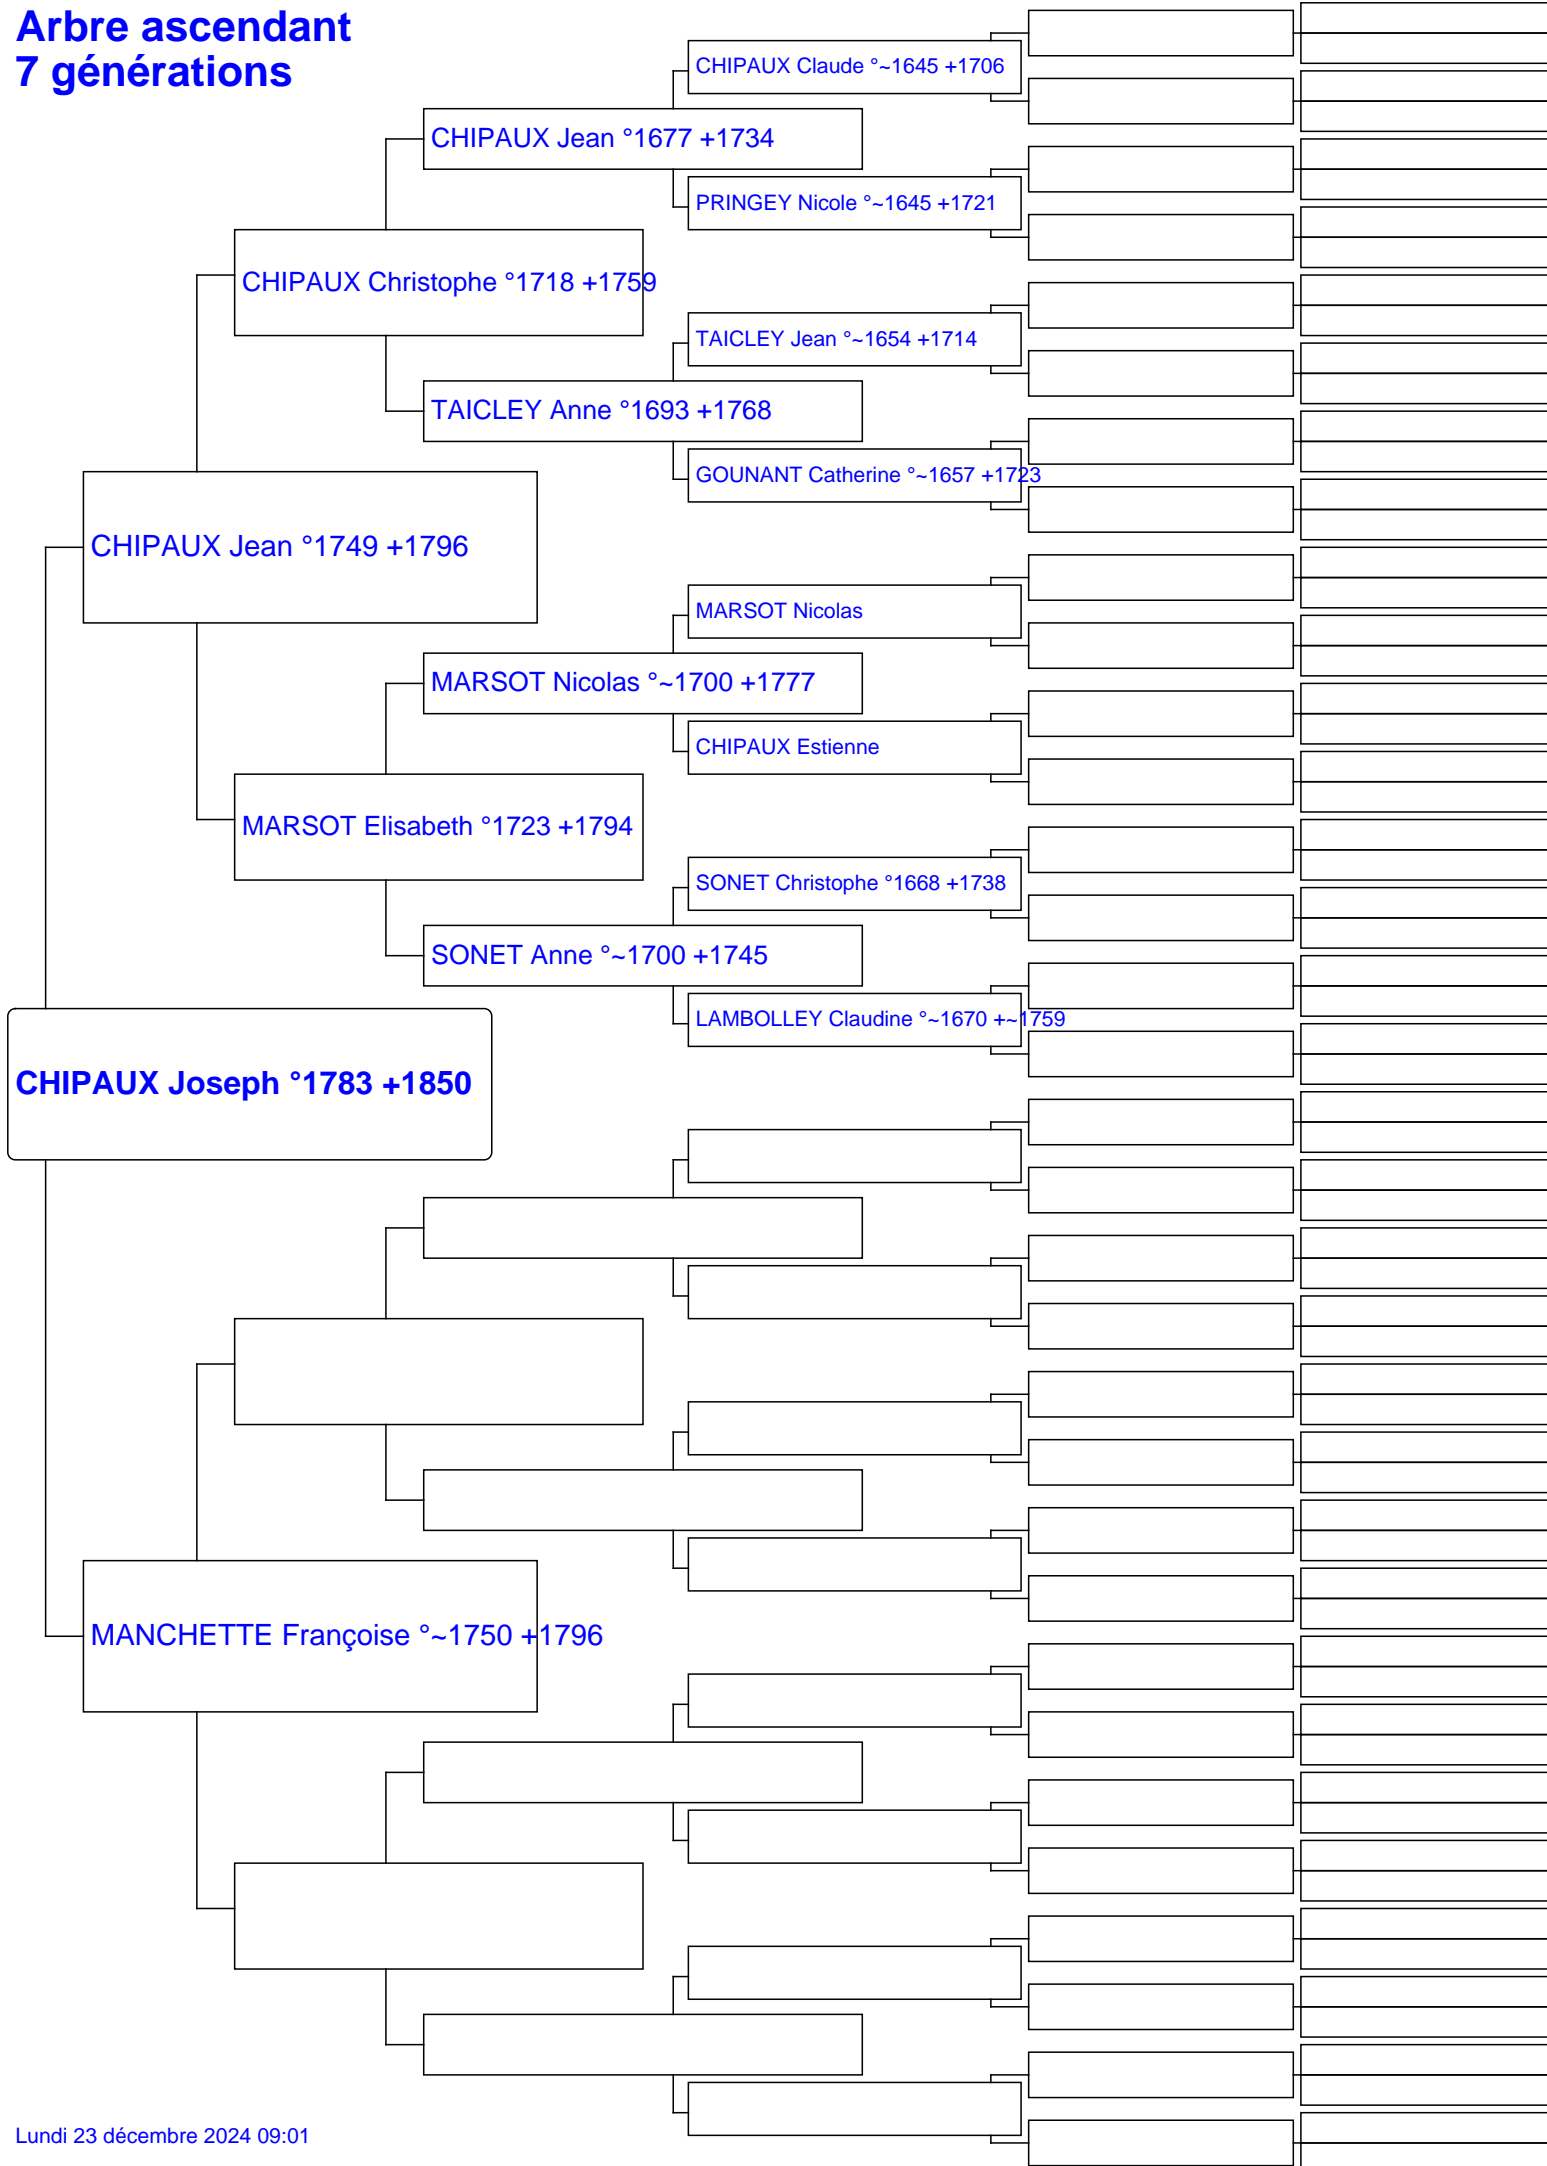 Arbre ascendant
7 générations
CHIPAUX Claude °~1645 +1706
CHIPAUX Jean °1677 +1734
PRINGEY Nicole °~1645 +1721
CHIPAUX Christophe °1718 +1759
TAICLEY Jean °~1654 +1714
TAICLEY Anne °1693 +1768
GOUNANT Catherine °~1657 +1723
CHIPAUX Jean °1749 +1796
MARSOT Nicolas
MARSOT Nicolas °~1700 +1777
CHIPAUX Estienne
MARSOT Elisabeth °1723 +1794
SONET Christophe °1668 +1738
SONET Anne °~1700 +1745
LAMBOLLEY Claudine °~1670 +~1759
CHIPAUX Joseph °1783 +1850
MANCHETTE Françoise °~1750 +1796
Lundi 23 décembre 2024 09:01